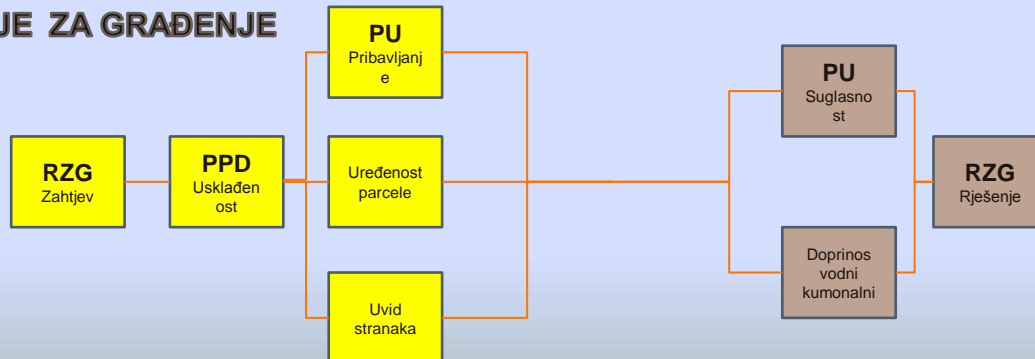 JE ZA GRAĐENJE
RZG
Zahtjev
PPD
Usklađen
ost
PU
Pribavljanj
e
Uređenost
parcele
Uvid
stranaka
PU
Suglasno
st
Doprinos
vodni
kumonalni
RZG
Rješenje